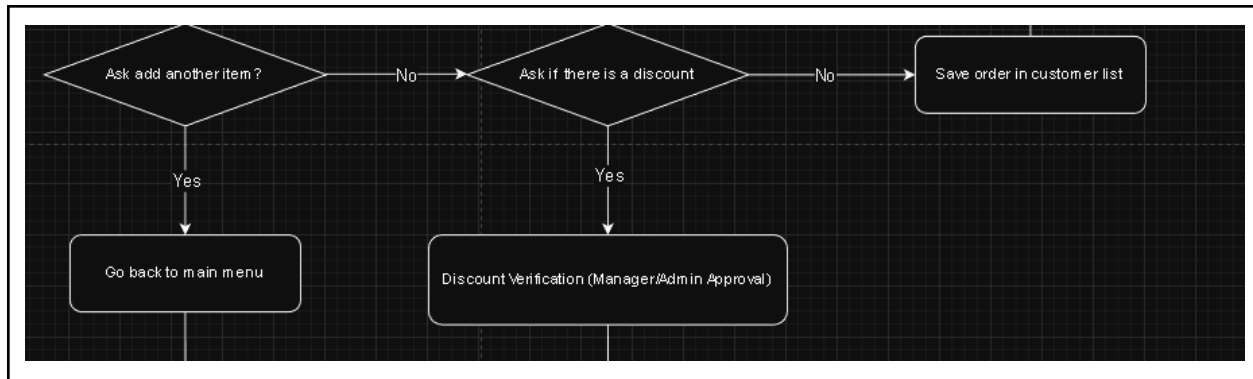 Ask add another item?
No
Ask if there is a discount
No
Save order in customer list
Yes
Yes
Go back to main menu
Discount Verification (Manager/Admin Approval)